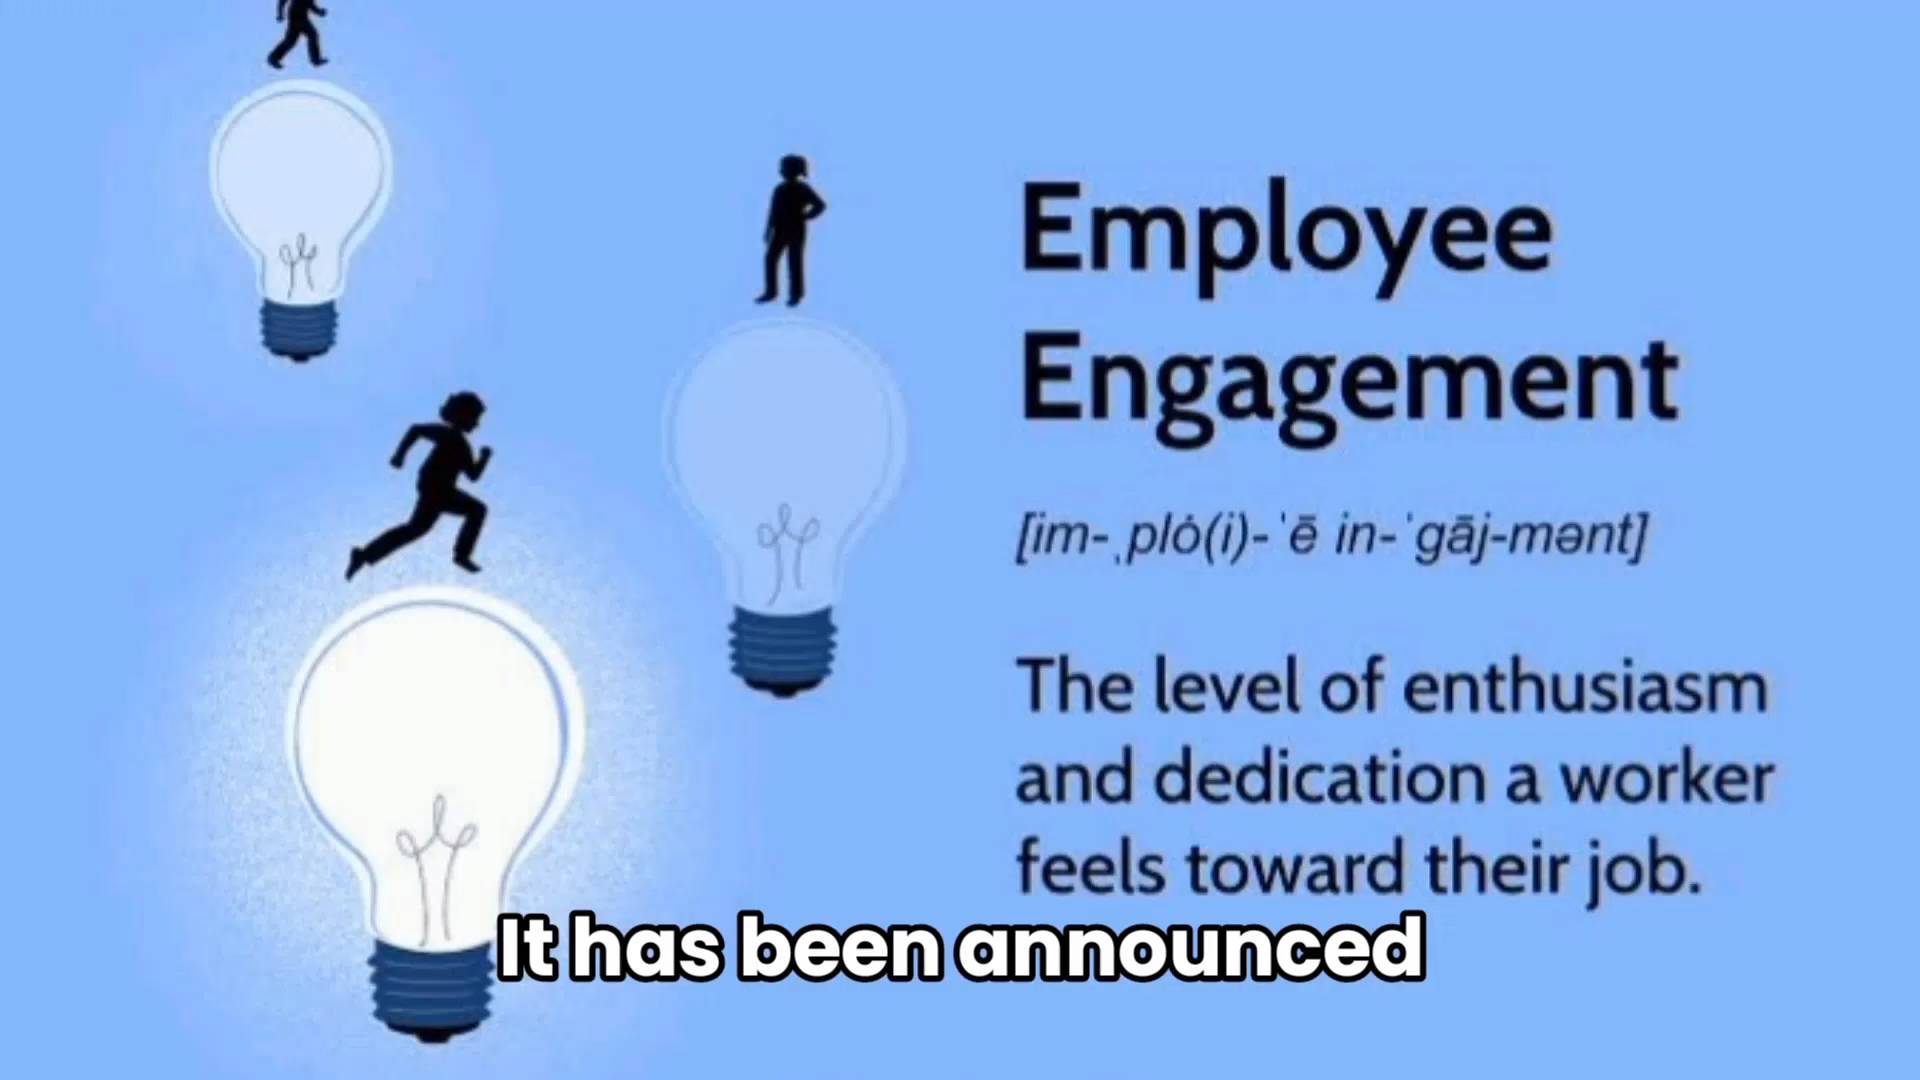 Employee
Engagement
[im-ˌplȯ(i)-ˈē in-ˈgāj-mənt]
The level of enthusiasm
and dedication a worker
feels toward their job.
It has been announced